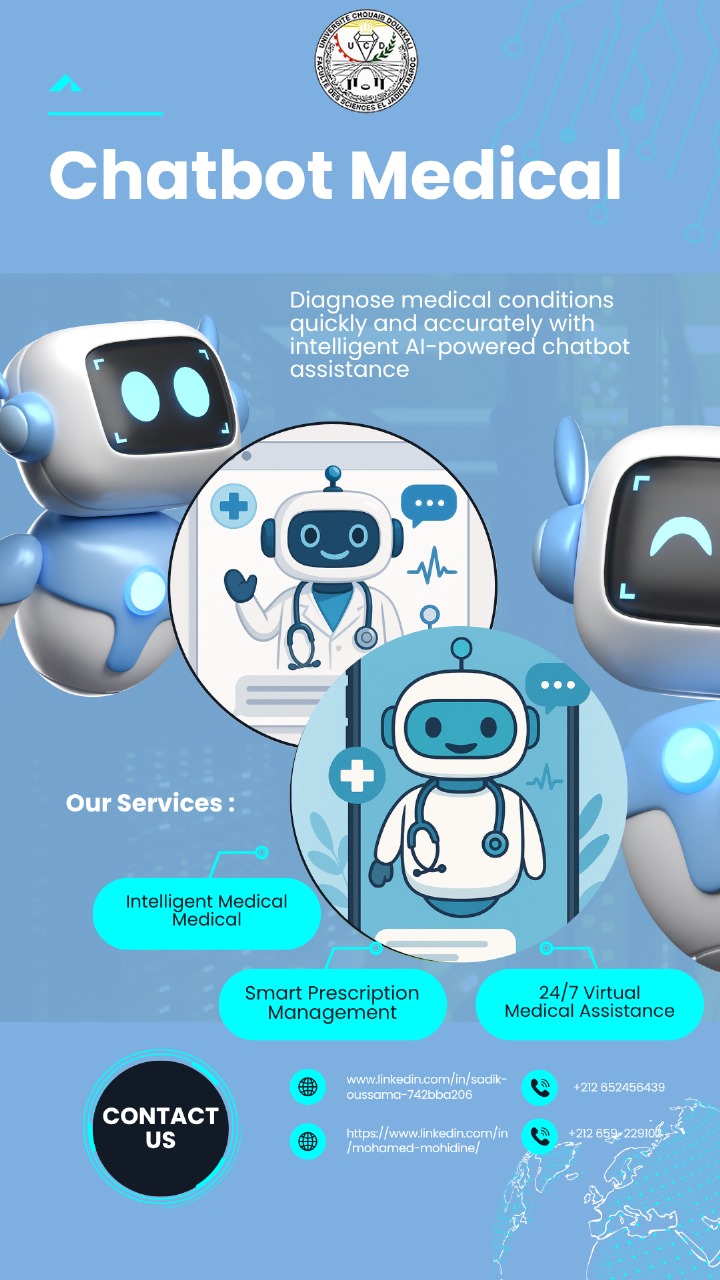 UNIVERSITE CHOUAIB DOUKKALI
U C D
FACULTE DES SCIENCES EL JADIDA MAROC
Chatbot Medical
Diagnose medical conditions
quickly and accurately with
intelligent AI-powered chatbot
assistance
Our Services :
Intelligent Medical
Medical
Smart Prescription
Management
24/7 Virtual
Medical Assistance
CONTACT
US
www.linkedin.com/in/sadik-
oussama-742bba206
+212 652456439
https://www.linkedin.com/in
/mohamed-mohidine/
+212 659-